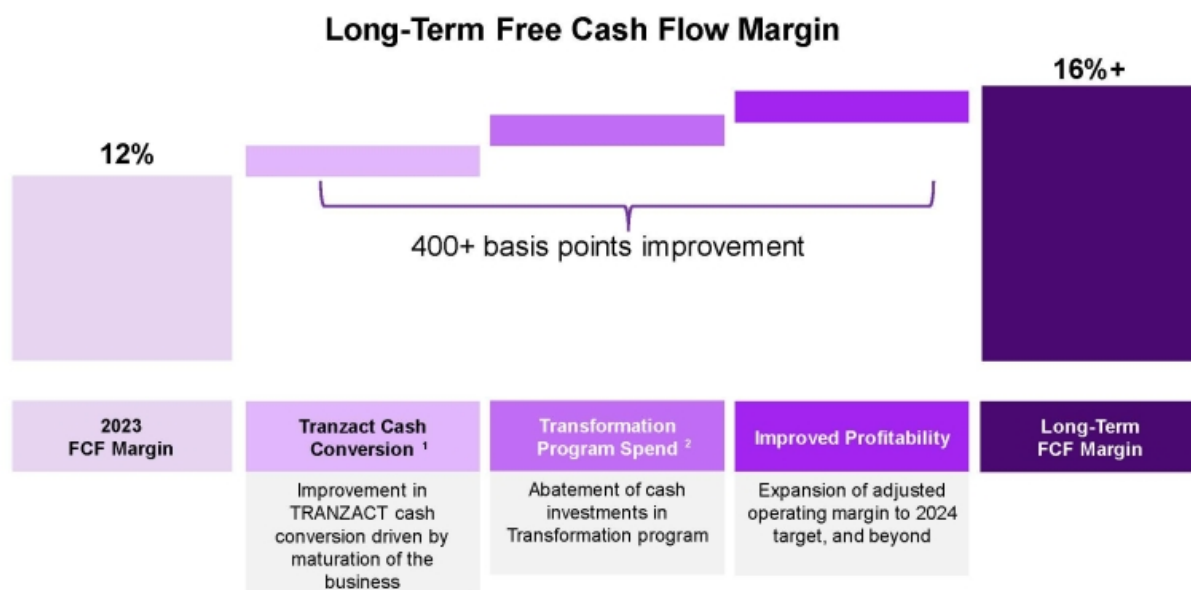 Long-Term Free Cash Flow Margin
12%
16%+
400+ basis points improvement
2023
FCF Margin
Tranzact Cash
Conversion ¹
Transformation
Program Spend ²
Improved Profitability
Long-Term
FCF Margin
Improvement in
TRANZACT cash
conversion driven by
maturation of the
business
Abatement of cash
investments in
Transformation program
Expansion of adjusted
operating margin to 2024
target, and beyond